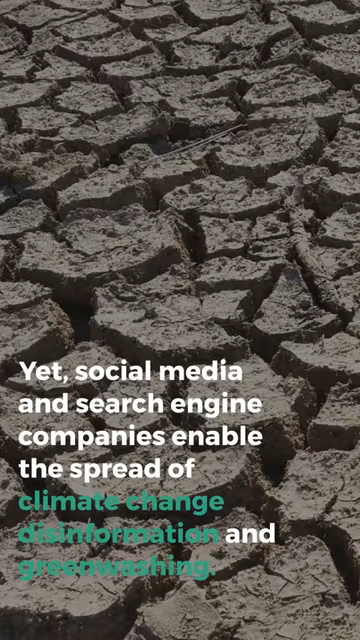 Yet, social media
and search engine
companies enable
the spread of
climate change
disinformation and
greenwashing.